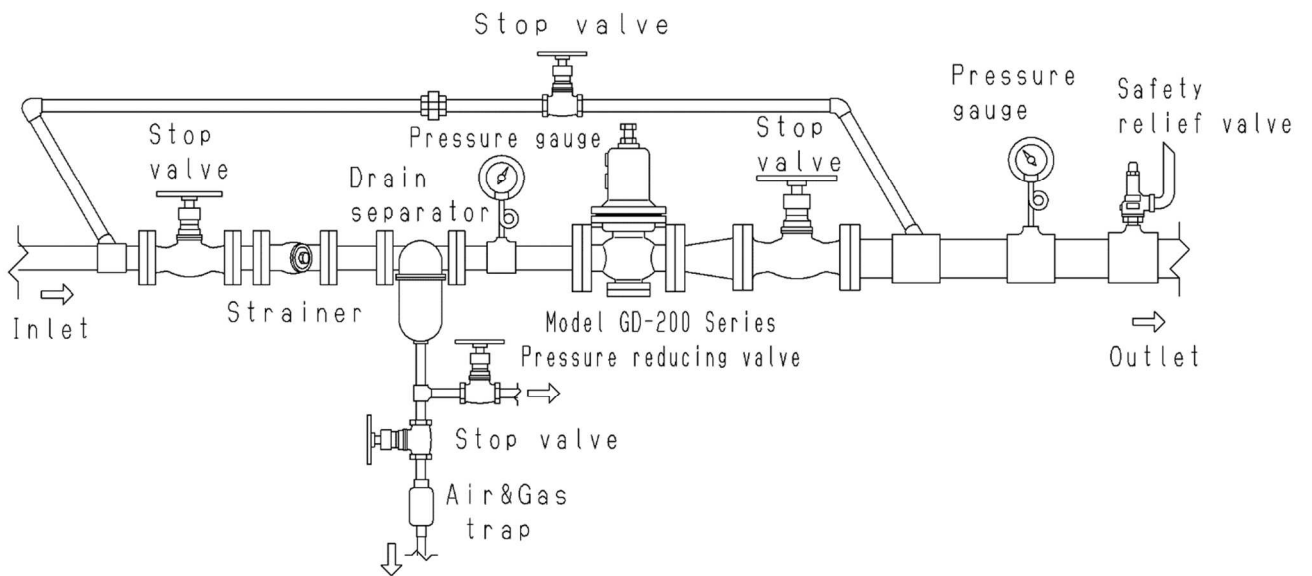 Stop valve
Pressure
gauge
Safety
relief valve
Stop
valve
Pressure gauge
Stop
valve
Drain
separator
Strainer
Inlet
Model GD-200 Series
Pressure reducing valve
Outlet
Stop valve
Air&Gas
trap